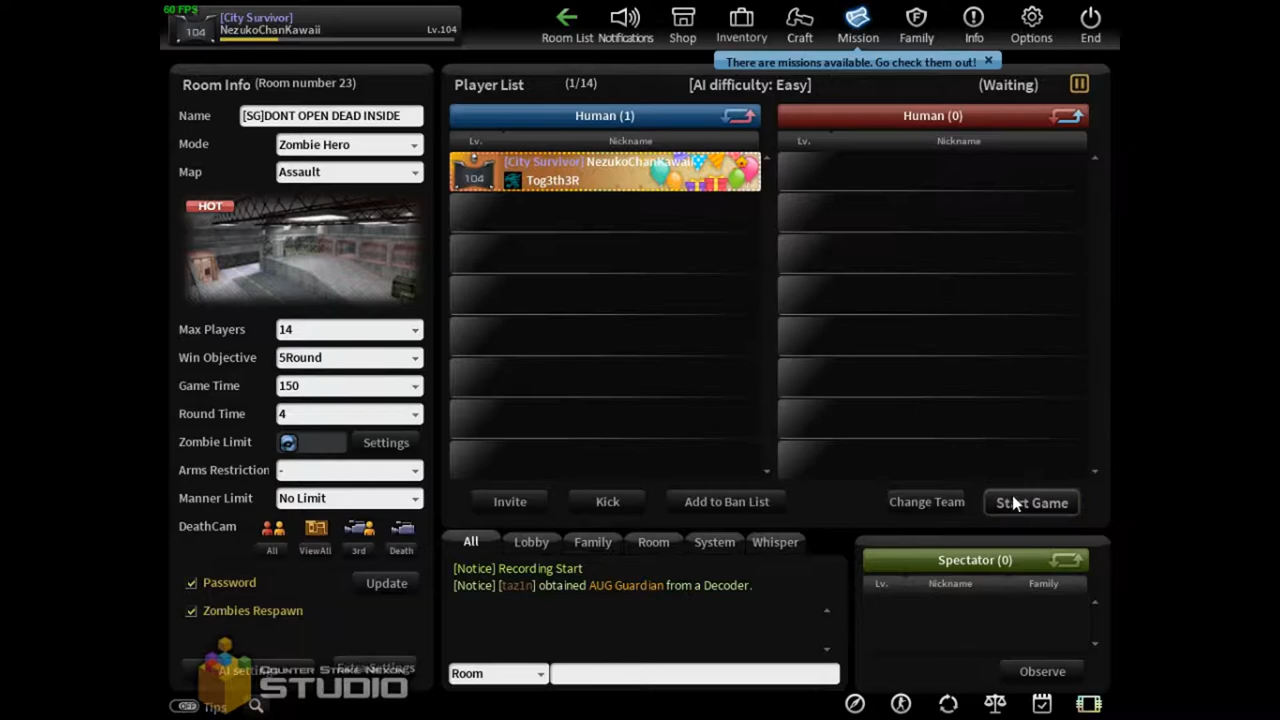 60 FPS
[City Survivor]
104 NezukoChanKawaii Lv.104
Room List Notifications Shop Inventory Craft Mission Family Info Options End
There are missions available. Go check them out!
Room Info (Room number 23)
Name [SG]DONT OPEN DEAD INSIDE
Mode Zombie Hero
Map Assault
HOT
Max Players 14
Win Objective 5Round
Game Time 150
Round Time 4
Zombie Limit Settings
Arms Restriction -
Manner Limit No Limit
DeathCam
All ViewAll 3rd Death
Password Update
Zombies Respawn
AI setting Settings
COUNTER STRIKE NEXON
STUDIO
OFF Tips
Player List (1/14) [AI difficulty: Easy] (Waiting)
Human (1)
Lv. Nickname
[City Survivor] NezukoChanKawaii
104 Tog3th3R
Human (0)
Lv. Nickname
Invite Kick Add to Ban List Change Team Start Game
All Lobby Family Room System Whisper
[Notice] Recording Start
[Notice] [taz1n] obtained AUG Guardian from a Decoder.
Room
Spectator (0)
Lv. Nickname Family
Observe